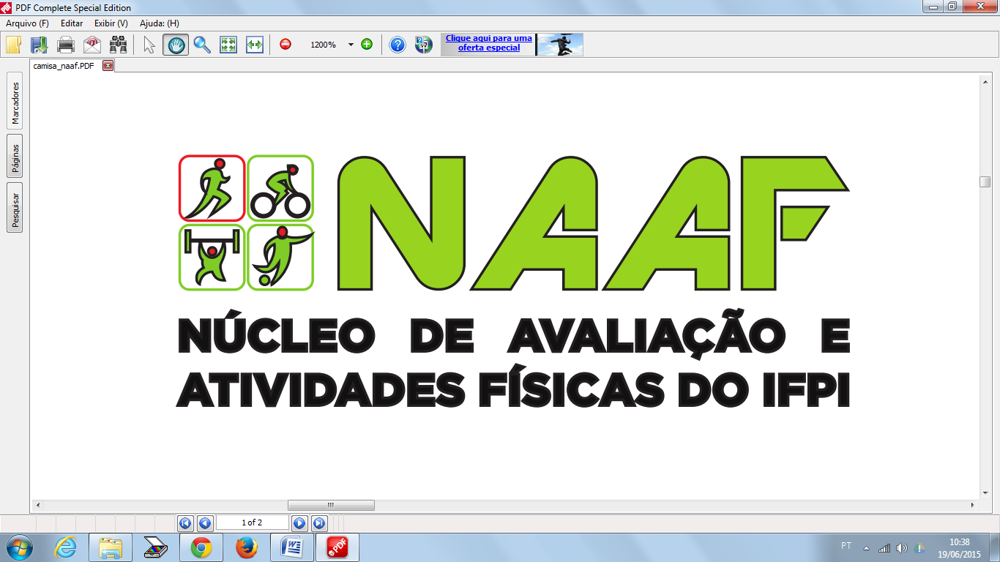 PDF Complete Special Edition
Arquivo (F) Editar Exibir (V) Ajuda: (H)
1200%
Clique aqui para uma
oferta especial
camisa_naaf.PDF
Marcadores
Páginas
Pesquisar
NAAF
NÚCLEO DE AVALIAÇÃO E
ATIVIDADES FÍSICAS DO IFPI
1 of 2
PDF
PT
10:38
19/06/2015